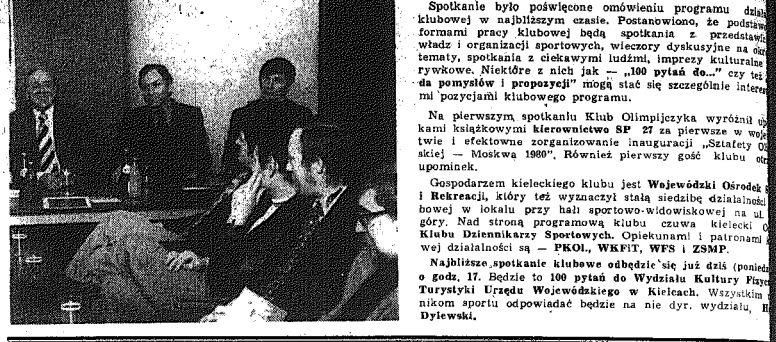 Spotkanie było poświęcone omówieniu programu
klubowej w najbliższym czasie. Postanowiono, że
formami pracy klubowej będą spotkania z
władz i organizacji sportowych, wieczory dyskusyjne na
tematy, spotkania z ciekawymi ludźmi, imprezy kulturalne
rywkowe. Niektóre z nich jak — „100 pytań do..." czy też
da pomysłów i propozycji" mogą stać się szczególnie
mi pozycjami klubowego programu.
Na pierwszym spotkaniu Klub Olimpijczyka wyróżnił
kami książkowymi kierownictwo SP 27 za pierwsze w
twie i efektowne zorganizowanie inauguracji „Sztafety
skiej — Moskwa 1980". Również pierwszy gość klubu
upominek.
Gospodarzem kieleckiego klubu jest Wojewódzki Ośrodek
i Rekreacji, który też wyznaczył stałą siedzibę działalności
bowej w lokalu przy hali sportowo-widowiskowej na ul.
góry. Nad stroną programową klubu czuwa kielecki
Klubu Dziennikarzy Sportowych. Opiekunami i patronami
wej działalności są — PKOl., WKFiT, WFS i ZSMP.
Najbliższe spotkanie klubowe odbędzie się już dziś
o godz. 17. Będzie to 100 pytań do Wydziału Kultury
Turystyki Urzędu Wojewódzkiego w Kielcach. Wszystkim
nikom sportu odpowiadać będzie na nie dyr. wydziału,
Dylewski.